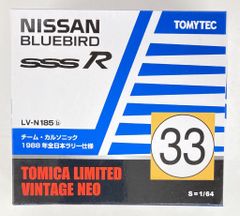 NISSAN
BLUEBIRD
TOMYTEC
SSS R
LV-N185b
チーム・カルソニック
1988年全日本ラリー仕様
33
TOMICA LIMITED
VINTAGE NEO
S=1/64